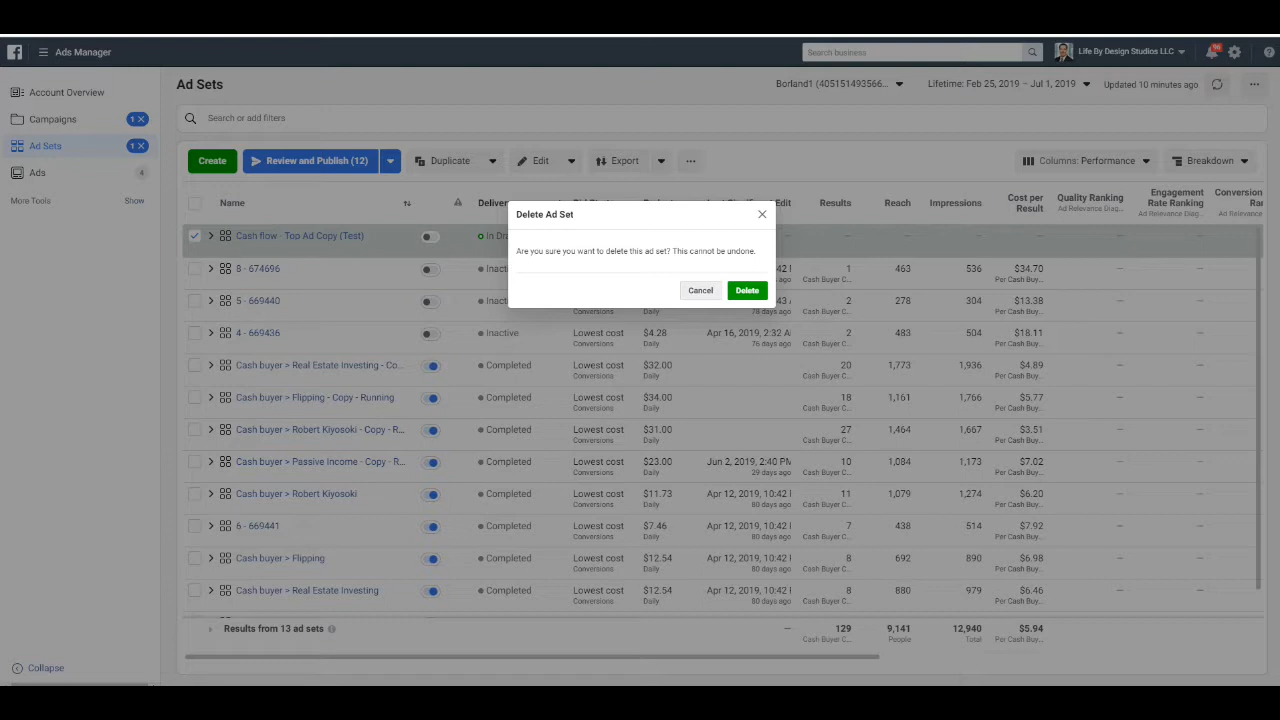 Ads Manager
Search business
Life By Design Studios LLC
96
Account Overview
Campaigns
1 X
Ad Sets
1 X
Ads
4
More Tools
Show
Collapse
Ad Sets
Borland1 (405151493566...
Lifetime: Feb 25, 2019 – Jul 1, 2019
Updated 10 minutes ago
Search or add filters
Create
Review and Publish (12)
Duplicate
Edit
Export
Columns: Performance
Breakdown
Name
Deliver
Edit
Results
Reach
Impressions
Cost per Result
Quality Ranking
Ad Relevance Diag...
Engagement Rate Ranking
Ad Relevance Diag...
Conversion
Ad Relevance
Delete Ad Set
Are you sure you want to delete this ad set? This cannot be undone.
Cancel
Delete
Cash flow - Top Ad Copy (Test)
In Dra
— — — — — —
8 - 674696
Inacti
1 463 536 $34.70 — —
ago Cash Buyer C... Per Cash Buy...
5 - 669440
Inacti
2 278 304 $13.38 — —
Conversions Daily 78 days ago Cash Buyer C... Per Cash Buy...
4 - 669436
Inactive Lowest cost $4.28 Apr 16, 2019, 2:32 AM 2 483 504 $18.11 — —
Conversions Daily 76 days ago Cash Buyer C... Per Cash Buy...
Cash buyer > Real Estate Investing - Co...
Completed Lowest cost $32.00 20 1,773 1,936 $4.89 — —
Conversions Daily Cash Buyer C... Per Cash Buy...
Cash buyer > Flipping - Copy - Running
Completed Lowest cost $34.00 18 1,161 1,766 $5.77 — —
Conversions Daily Cash Buyer C... Per Cash Buy...
Cash buyer > Robert Kiyosoki - Copy - R...
Completed Lowest cost $31.00 27 1,464 1,667 $3.51 — —
Conversions Daily Cash Buyer C... Per Cash Buy...
Cash buyer > Passive Income - Copy - R...
Completed Lowest cost $23.00 Jun 2, 2019, 2:40 PM 10 1,084 1,173 $7.02 — —
Conversions Daily 29 days ago Cash Buyer C... Per Cash Buy...
Cash buyer > Robert Kiyosoki
Completed Lowest cost $11.73 Apr 12, 2019, 10:42 11 1,079 1,274 $6.20 — —
Conversions Daily 80 days ago Cash Buyer C... Per Cash Buy...
6 - 669441
Completed Lowest cost $7.46 Apr 12, 2019, 10:42 7 438 514 $7.92 — —
Conversions Daily 80 days ago Cash Buyer C... Per Cash Buy...
Cash buyer > Flipping
Completed Lowest cost $12.54 Apr 12, 2019, 10:42 8 692 890 $6.98 — —
Conversions Daily 80 days ago Cash Buyer C... Per Cash Buy...
Cash buyer > Real Estate Investing
Completed Lowest cost $12.54 Apr 12, 2019, 10:42 8 880 979 $6.46 — —
Conversions Daily 80 days ago Cash Buyer C... Per Cash Buy...
Results from 13 ad sets
— 129 9,141 12,940 $5.94
Cash Buyer C... People Total Per Cash Buy...